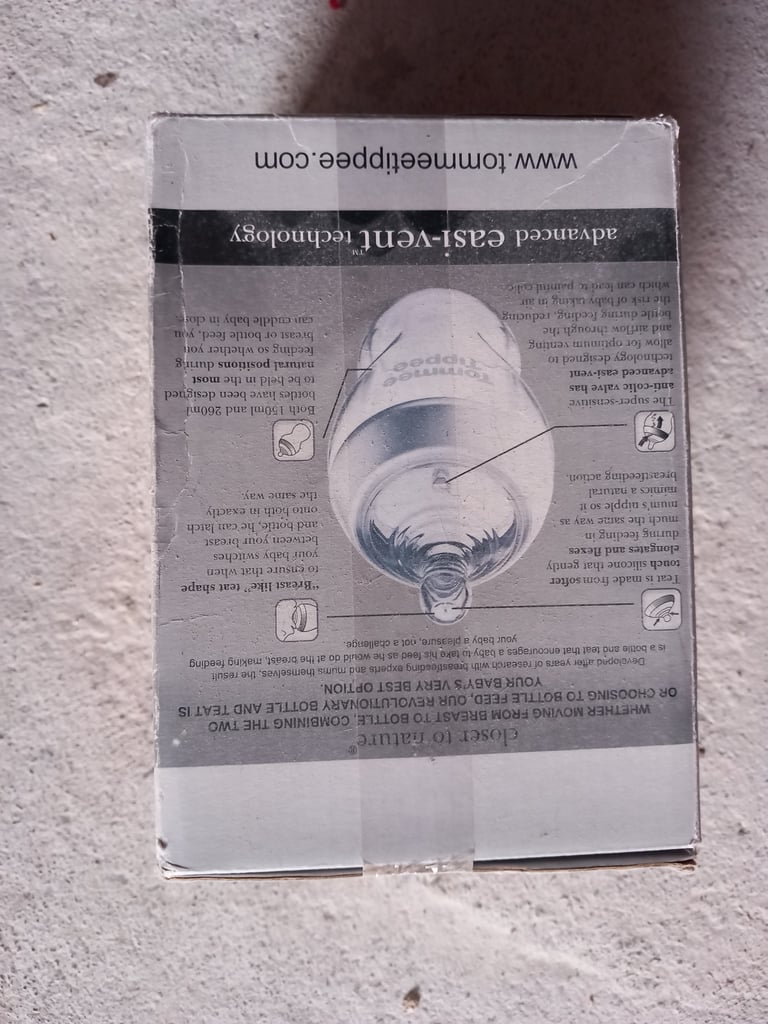 closer to nature®
WHETHER MOVING FROM BREAST TO BOTTLE, COMBINING THE TWO
OR CHOOSING TO BOTTLE FEED, OUR REVOLUTIONARY BOTTLE AND TEAT IS
YOUR BABY'S VERY BEST OPTION.
Developed after years of research with breastfeeding experts and mums themselves, the result
is a bottle and teat that encourages a baby to take his feed as he would do at the breast, making feeding
your baby a pleasure, not a challenge.
Teat is made from softer
touch silicone that gently
elongates and flexes
during feeding in
much the same way as
mum's nipple so it
mimics a natural
breastfeeding action.
"Breast like" teat shape
to ensure that when
your baby switches
between your breast
and bottle, he can latch
onto both in exactly
the same way.
The super-sensitive
anti-colic valve has
advanced easi-vent
technology designed to
allow for optimum venting
and airflow through the
bottle during feeding, reducing
the risk of baby taking in air
which can lead to painful colic.
Both 150ml and 260ml
bottles have been designed
to be held in the most
natural positions during
feeding so whether you
breast or bottle feed, you
can cuddle baby in close.
tommee
tippee
advanced easi-vent™ technology
www.tommeetippee.com